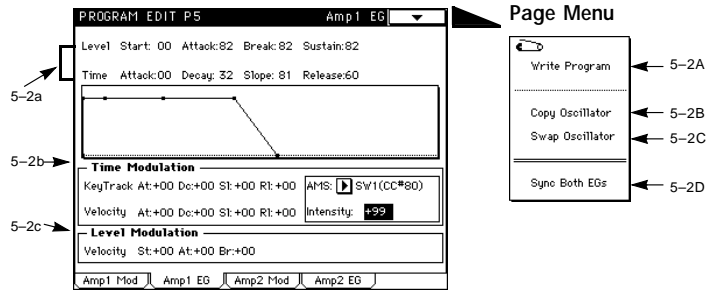 PROGRAM EDIT P5 Amp1 EG
Level Start: 00 Attack:82 Break:82 Sustain:82
Time Attack:00 Decay: 32 Slope: 81 Release:60
5–2a
5–2b
Time Modulation
KeyTrack At:+00 Dc:+00 Sl:+00 Rl:+00
AMS: SW1(CC#80)
Velocity At:+00 Dc:+00 Sl:+00 Rl:+00
Intensity: +99
5–2c
Level Modulation
Velocity St:+00 At:+00 Br:+00
Amp1 Mod Amp1 EG Amp2 Mod Amp2 EG
Page Menu
Write Program 5–2A
Copy Oscillator 5–2B
Swap Oscillator 5–2C
Sync Both EGs 5–2D